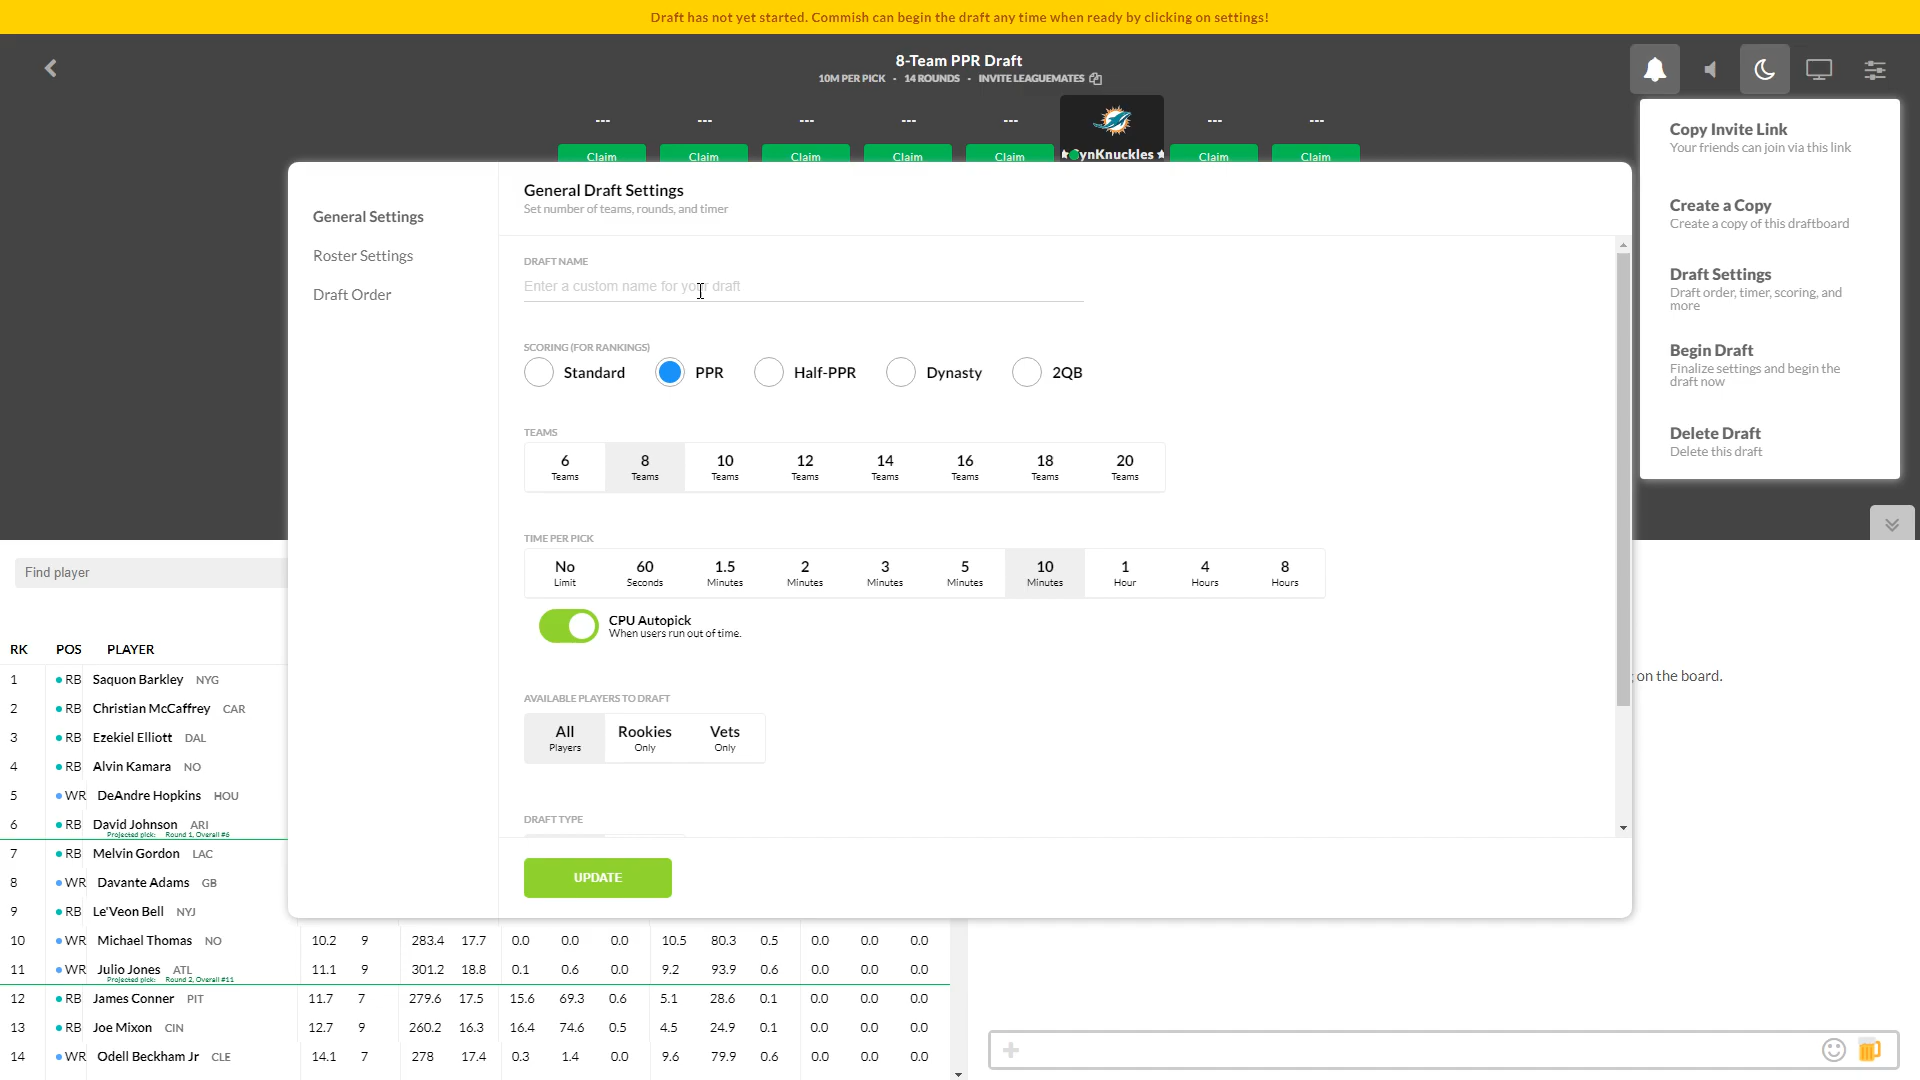 Draft has not yet started. Commish can begin the draft any time when ready by clicking on settings!
8-Team PPR Draft
10M PER PICK • 14 ROUNDS • INVITE LEAGUEMATES
--- --- --- --- --- --- ---
Claim Claim Claim Claim Claim ynKnuckles Claim Claim
Copy Invite Link
Your friends can join via this link
Create a Copy
Create a copy of this draftboard
Draft Settings
Draft order, timer, scoring, and
more
Begin Draft
Finalize settings and begin the
draft now
Delete Draft
Delete this draft
General Settings
Roster Settings
Draft Order
General Draft Settings
Set number of teams, rounds, and timer
DRAFT NAME
Enter a custom name for your draft
SCORING (FOR RANKINGS)
Standard PPR Half-PPR Dynasty 2QB
TEAMS
6 8 10 12 14 16 18 20
Teams Teams Teams Teams Teams Teams Teams Teams
TIME PER PICK
No 60 1.5 2 3 5 10 1 4 8
Limit Seconds Minutes Minutes Minutes Minutes Minutes Hour Hours Hours
CPU Autopick
When users run out of time.
AVAILABLE PLAYERS TO DRAFT
All Rookies Vets
Players Only Only
DRAFT TYPE
UPDATE
Find player
RK POS PLAYER
1 RB Saquon Barkley NYG
2 RB Christian McCaffrey CAR
3 RB Ezekiel Elliott DAL
4 RB Alvin Kamara NO
5 WR DeAndre Hopkins HOU
6 RB David Johnson ARI
Projected pick: Round 1, Overall #6
7 RB Melvin Gordon LAC
8 WR Davante Adams GB
9 RB Le'Veon Bell NYJ
10 WR Michael Thomas NO 10.2 9 283.4 17.7 0.0 0.0 0.0 10.5 80.3 0.5 0.0 0.0 0.0
11 WR Julio Jones ATL 11.1 9 301.2 18.8 0.1 0.6 0.0 9.2 93.9 0.6 0.0 0.0 0.0
Projected pick: Round 2, Overall #11
12 RB James Conner PIT 11.7 7 279.6 17.5 15.6 69.3 0.6 5.1 28.6 0.1 0.0 0.0 0.0
13 RB Joe Mixon CIN 12.7 9 260.2 16.3 16.4 74.6 0.5 4.5 24.9 0.1 0.0 0.0 0.0
14 WR Odell Beckham Jr CLE 14.1 7 278 17.4 0.3 1.4 0.0 9.6 79.9 0.6 0.0 0.0 0.0
on the board.